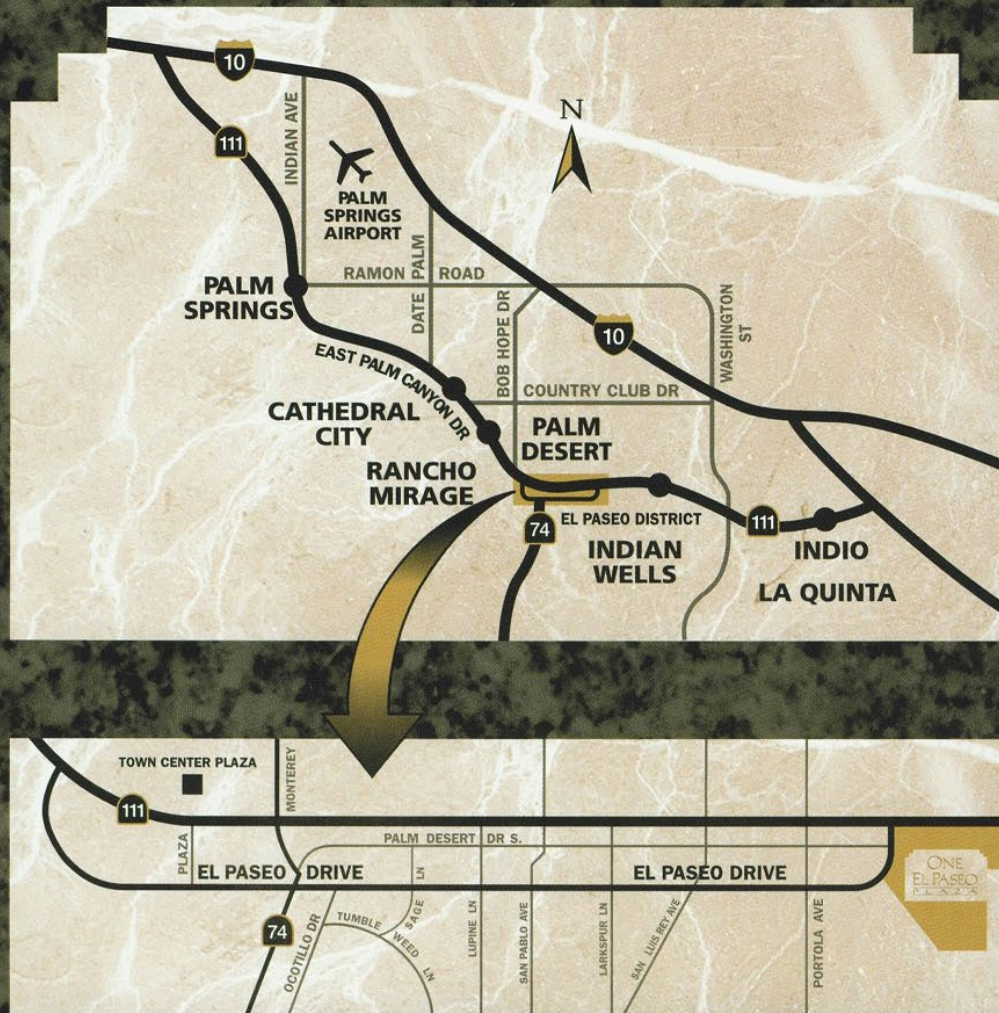 10
N
111
INDIAN AVE
PALM
SPRINGS
AIRPORT
DATE PALM
RAMON ROAD
PALM
SPRINGS
BOB HOPE DR
WASHINGTON
ST
10
EAST PALM CANYON DR
COUNTRY CLUB DR
CATHEDRAL
CITY
PALM
DESERT
RANCHO
MIRAGE
74
EL PASEO DISTRICT
111
INDIAN
WELLS
INDIO
LA QUINTA
TOWN CENTER PLAZA
MONTEREY
111
PLAZA
PALM DESERT DR S.
EL PASEO DRIVE
EL PASEO DRIVE
ONE
EL PASEO
PLAZA
74
OCOTILLO DR
TUMBLE WEED LN
SAGE LN
LUPINE LN
SAN PABLO AVE
LARKSPUR LN
SAN LUIS REY AVE
PORTOLA AVE